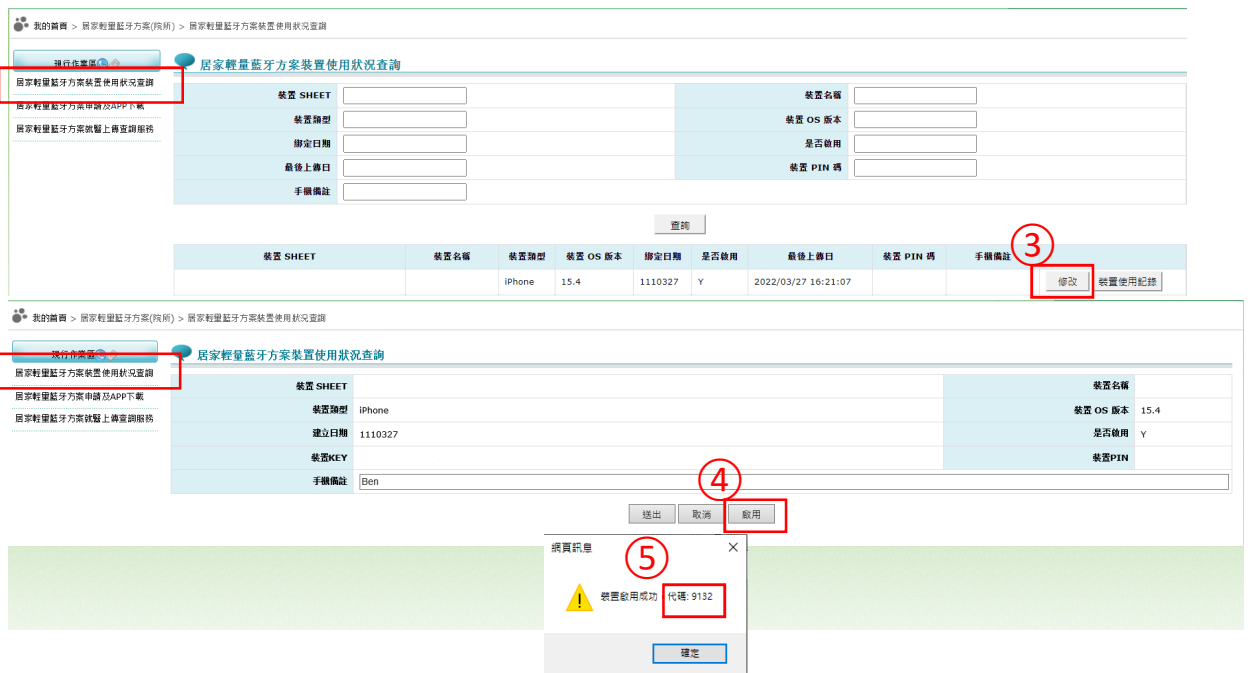 我的首頁 > 居家輕量藍牙方案(院所) > 居家輕量藍牙方案裝置使用狀況查詢
現行作業區
居家輕量藍牙方案裝置使用狀況查詢
居家輕量藍牙方案申請及APP下載
居家輕量藍牙方案就醫上傳查詢服務
居家輕量藍牙方案裝置使用狀況查詢
裝置 SHEET 裝置名稱
裝置類型 裝置 OS 版本
綁定日期 是否啟用
最後上傳日 裝置 PIN 碼
手機備註
查詢
③
裝置 SHEET 裝置名稱 裝置類型 裝置 OS 版本 綁定日期 是否啟用 最後上傳日 裝置 PIN 碼 手機備註
iPhone 15.4 1110327 Y 2022/03/27 16:21:07 修改 裝置使用記錄
我的首頁 > 居家輕量藍牙方案(院所) > 居家輕量藍牙方案裝置使用狀況查詢
現行作業區
居家輕量藍牙方案裝置使用狀況查詢
居家輕量藍牙方案申請及APP下載
居家輕量藍牙方案就醫上傳查詢服務
居家輕量藍牙方案裝置使用狀況查詢
裝置 SHEET 裝置名稱
裝置類型 iPhone 裝置 OS 版本 15.4
建立日期 1110327 是否啟用 Y
裝置KEY 裝置PIN
手機備註 Ben
④
送出 取消 啟用
網頁訊息
⑤
裝置啟用成功 代碼: 9132
確定